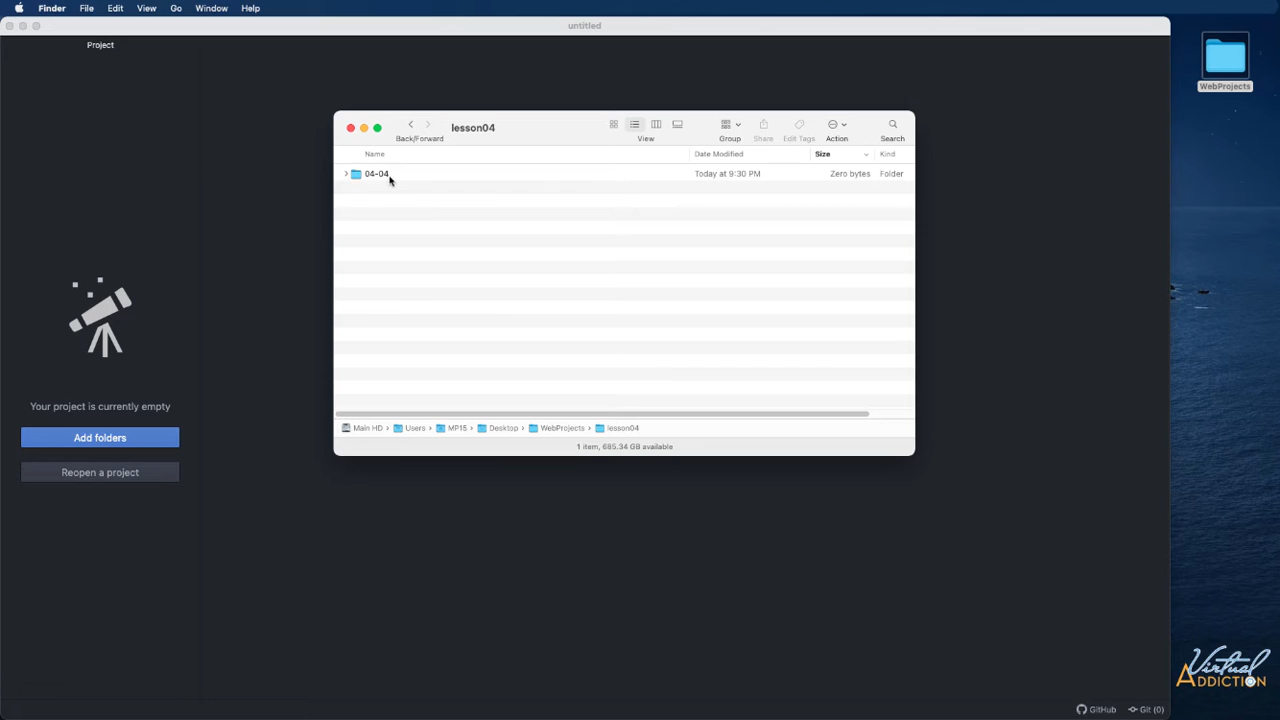 Finder File Edit View Go Window Help
untitled
Project
WebProjects
lesson04
Back/Forward View Group Share Edit Tags Action Search
Name Date Modified Size Kind
04-04 Today at 9:30 PM Zero bytes Folder
Your project is currently empty
Add folders
Reopen a project
Main HD › Users › MP15 › Desktop › WebProjects › lesson04
1 item, 685.34 GB available
Virtual
ADDICTION
GitHub Git (0)